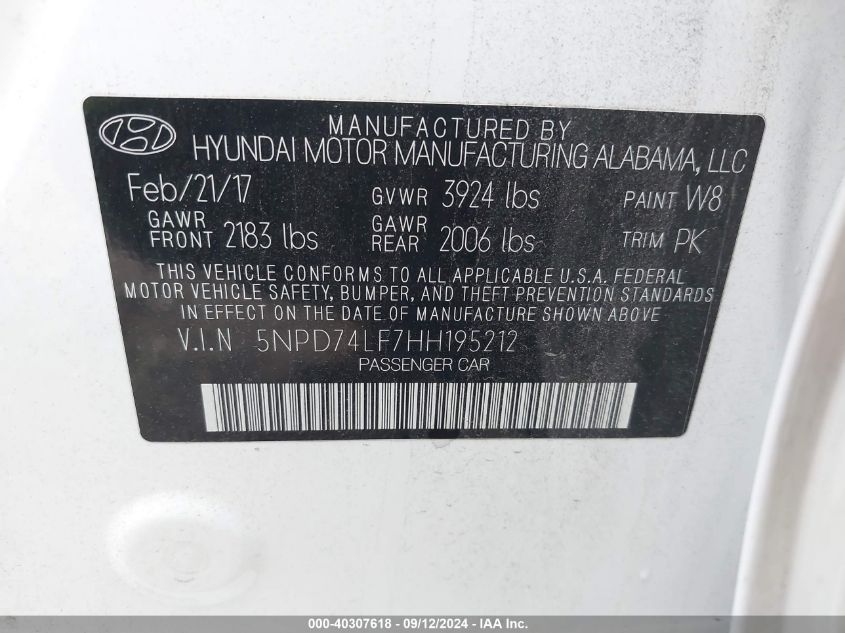 MANUFACTURED BY
HYUNDAI MOTOR MANUFACTURING ALABAMA, LLC
Feb/21/17 GVWR 3924 lbs PAINT W8
GAWR FRONT 2183 lbs GAWR REAR 2006 lbs TRIM PK
THIS VEHICLE CONFORMS TO ALL APPLICABLE U.S.A. FEDERAL
MOTOR VEHICLE SAFETY, BUMPER, AND THEFT PREVENTION STANDARDS
IN EFFECT ON THE DATE OF MANUFACTURE SHOWN ABOVE.
V.I.N 5NPD74LF7HH195212
PASSENGER CAR
000-40307618 - 09/12/2024 - IAA Inc.